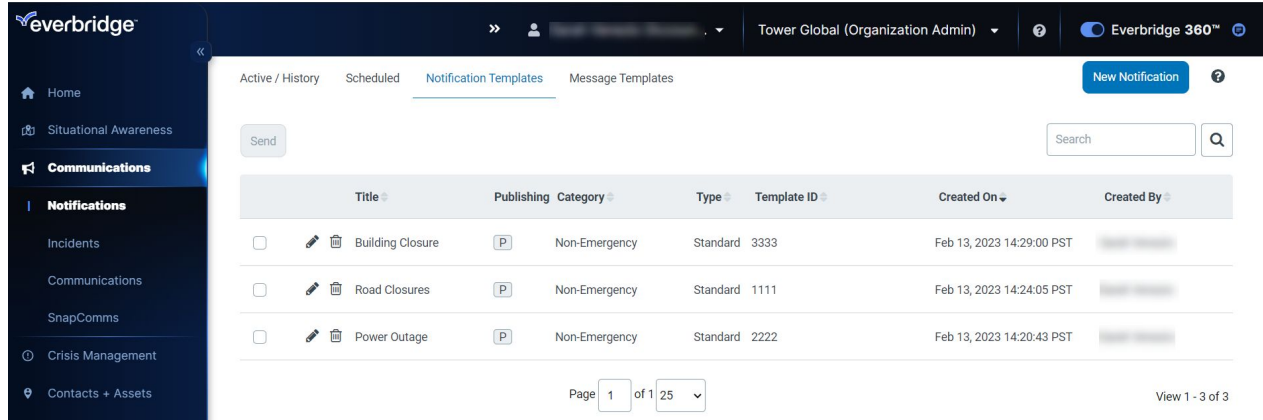 everbridge
Tower Global (Organization Admin)
Everbridge 360™
Home
Situational Awareness
Communications
Notifications
Incidents
Communications
SnapComms
Crisis Management
Contacts + Assets
Active / History Scheduled Notification Templates Message Templates New Notification
Send Search
Title Publishing Category Type Template ID Created On Created By
Building Closure P Non-Emergency Standard 3333 Feb 13, 2023 14:29:00 PST
Road Closures P Non-Emergency Standard 1111 Feb 13, 2023 14:24:05 PST
Power Outage P Non-Emergency Standard 2222 Feb 13, 2023 14:20:43 PST
Page 1 of 1 25 View 1 - 3 of 3